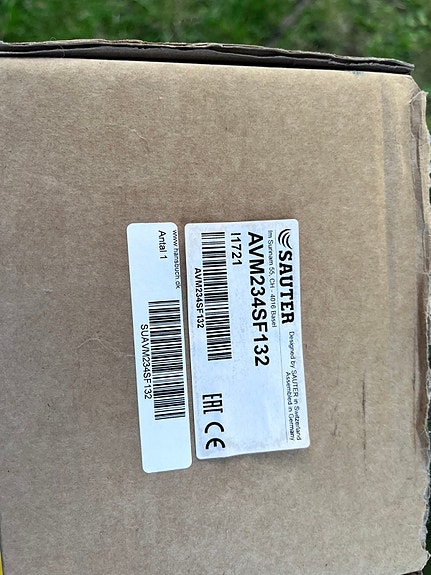 SAUTER
Designed by SAUTER in Switzerland
Assembled in Germany
Im Surinam 55, CH - 4016 Basel
AVM234SF132
I1721
AVM234SF132
EAC CE
www.hansbuch.dk
Antal 1
SUAVM234SF132